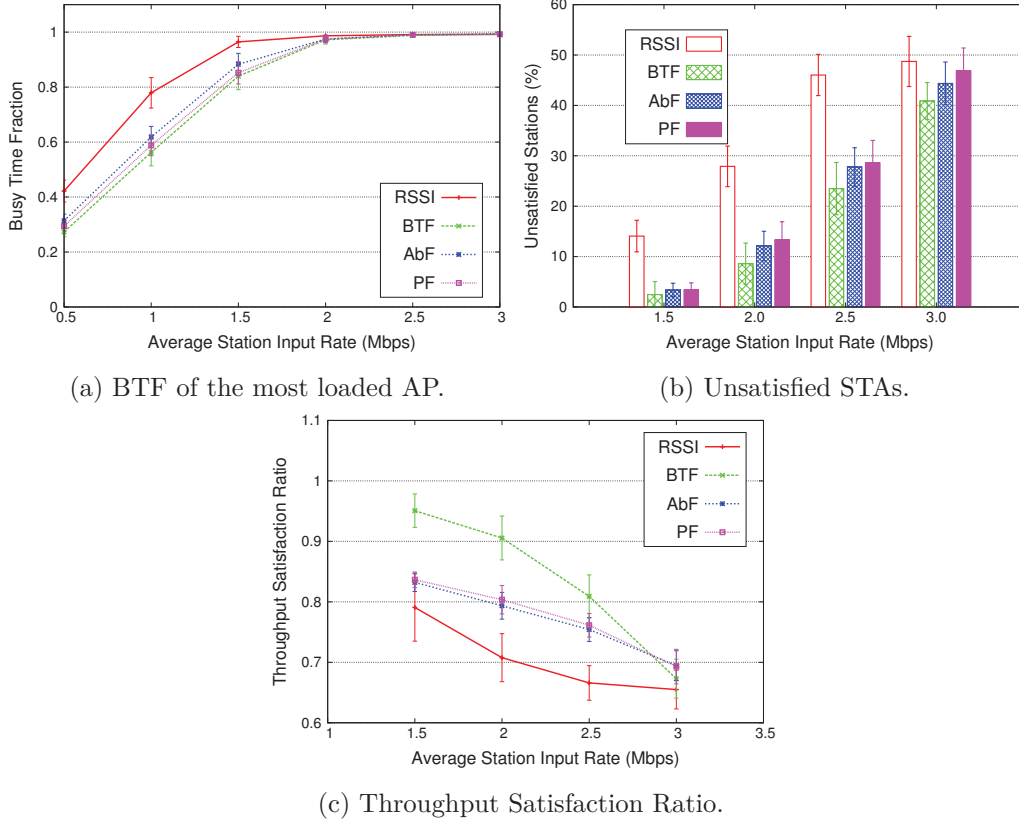 1
0.8
0.6
0.4
0.2
0
0.5
1
1.5
2
2.5
3
Busy Time Fraction
Average Station Input Rate (Mbps)
RSSI
BTF
AbF
PF
(a) BTF of the most loaded AP.
60
50
40
30
20
10
0
1.5
2.0
2.5
3.0
Unsatisfied Stations (%)
Average Station Input Rate (Mbps)
RSSI
BTF
AbF
PF
(b) Unsatisfied STAs.
1.1
1
0.9
0.8
0.7
0.6
1
1.5
2
2.5
3
3.5
Throughput Satisfaction Ratio
Average Station Input Rate (Mbps)
RSSI
BTF
AbF
PF
(c) Throughput Satisfaction Ratio.